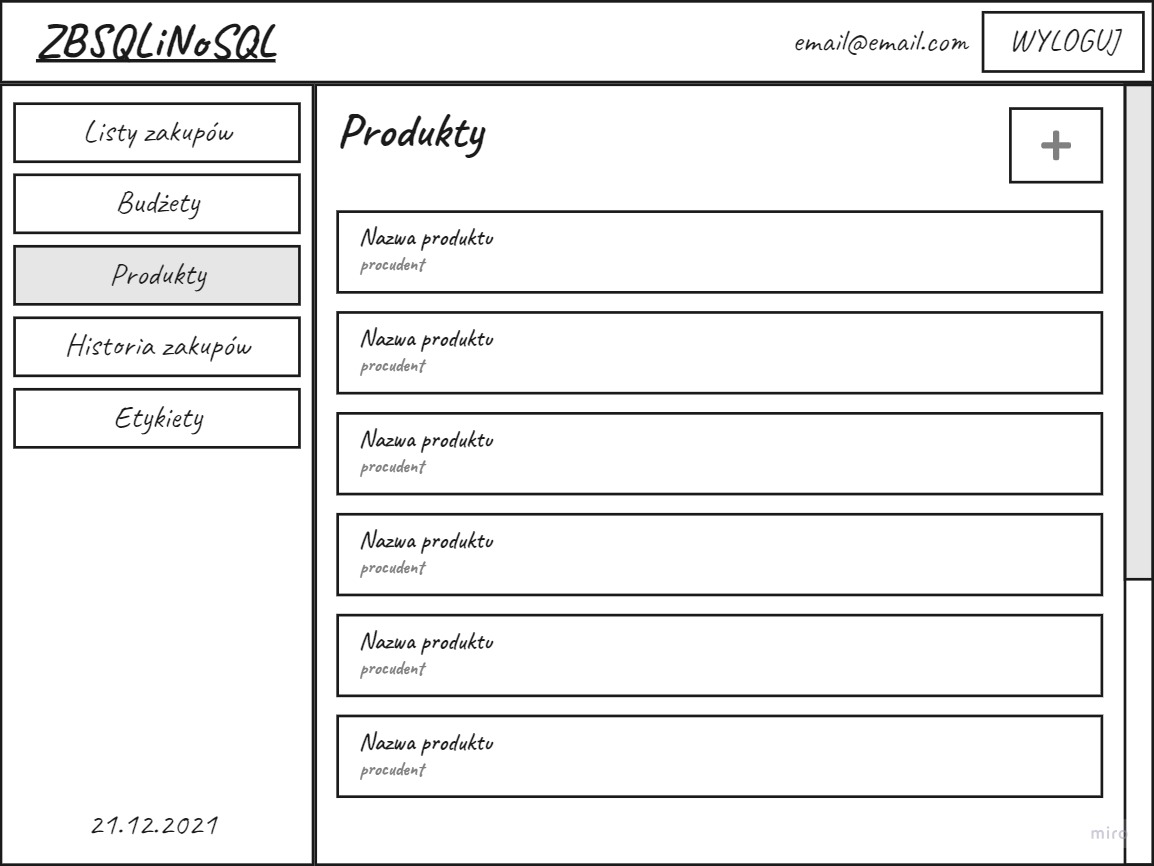 ZBSQLiNoSQL
email@email.com
WYLOGUJ
Listy zakupów
Budżety
Produkty
Historia zakupów
Etykiety
21.12.2021
Produkty
+
Nazwa produktu
procudent
Nazwa produktu
procudent
Nazwa produktu
procudent
Nazwa produktu
procudent
Nazwa produktu
procudent
Nazwa produktu
procudent
miro